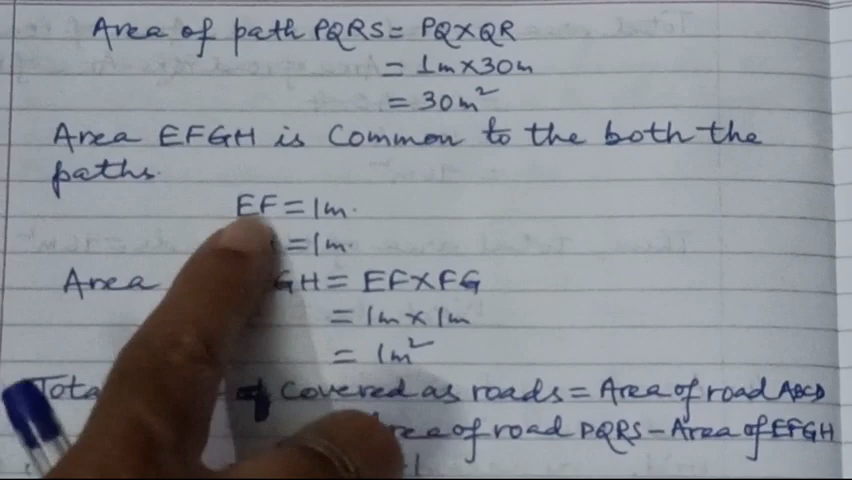 Area of path PQRS = PQ×QR
= 1m×30m
= 30m²
Area EFGH is common to the both the
paths.
EF = 1m.
= 1m.
Area GH = EF×FG
= 1m × 1m
= 1m²
Tota covered as roads = Area of road ABCD
Area of road PQRS - Area of EFGH